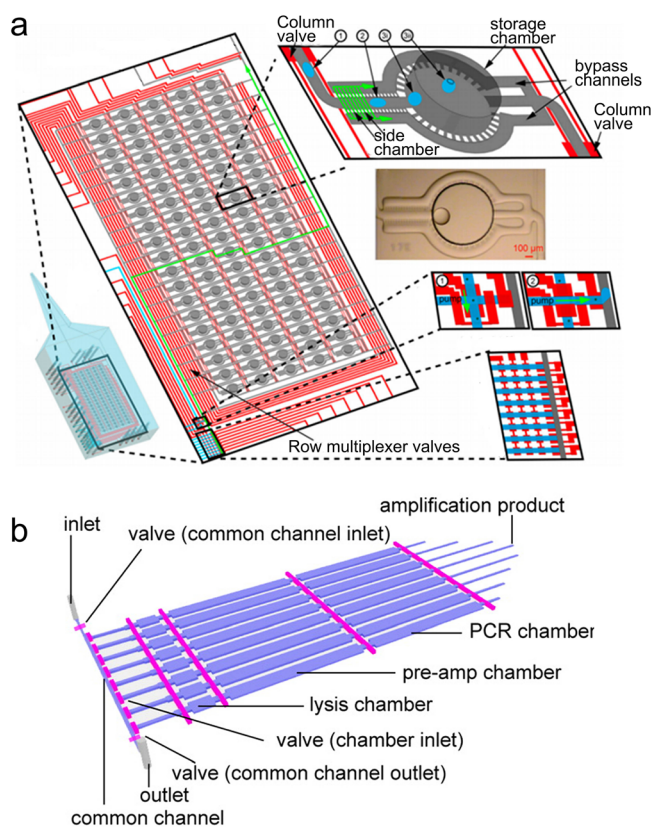 a
Column
valve
1
2
3i
3ii
storage
chamber
bypass
channels
Column
valve
side
chamber
100 µm
1
2
pump
pump
Row multiplexer valves
b
amplification product
inlet
valve (common channel inlet)
PCR chamber
pre-amp chamber
lysis chamber
valve (chamber inlet)
valve (common channel outlet)
outlet
common channel